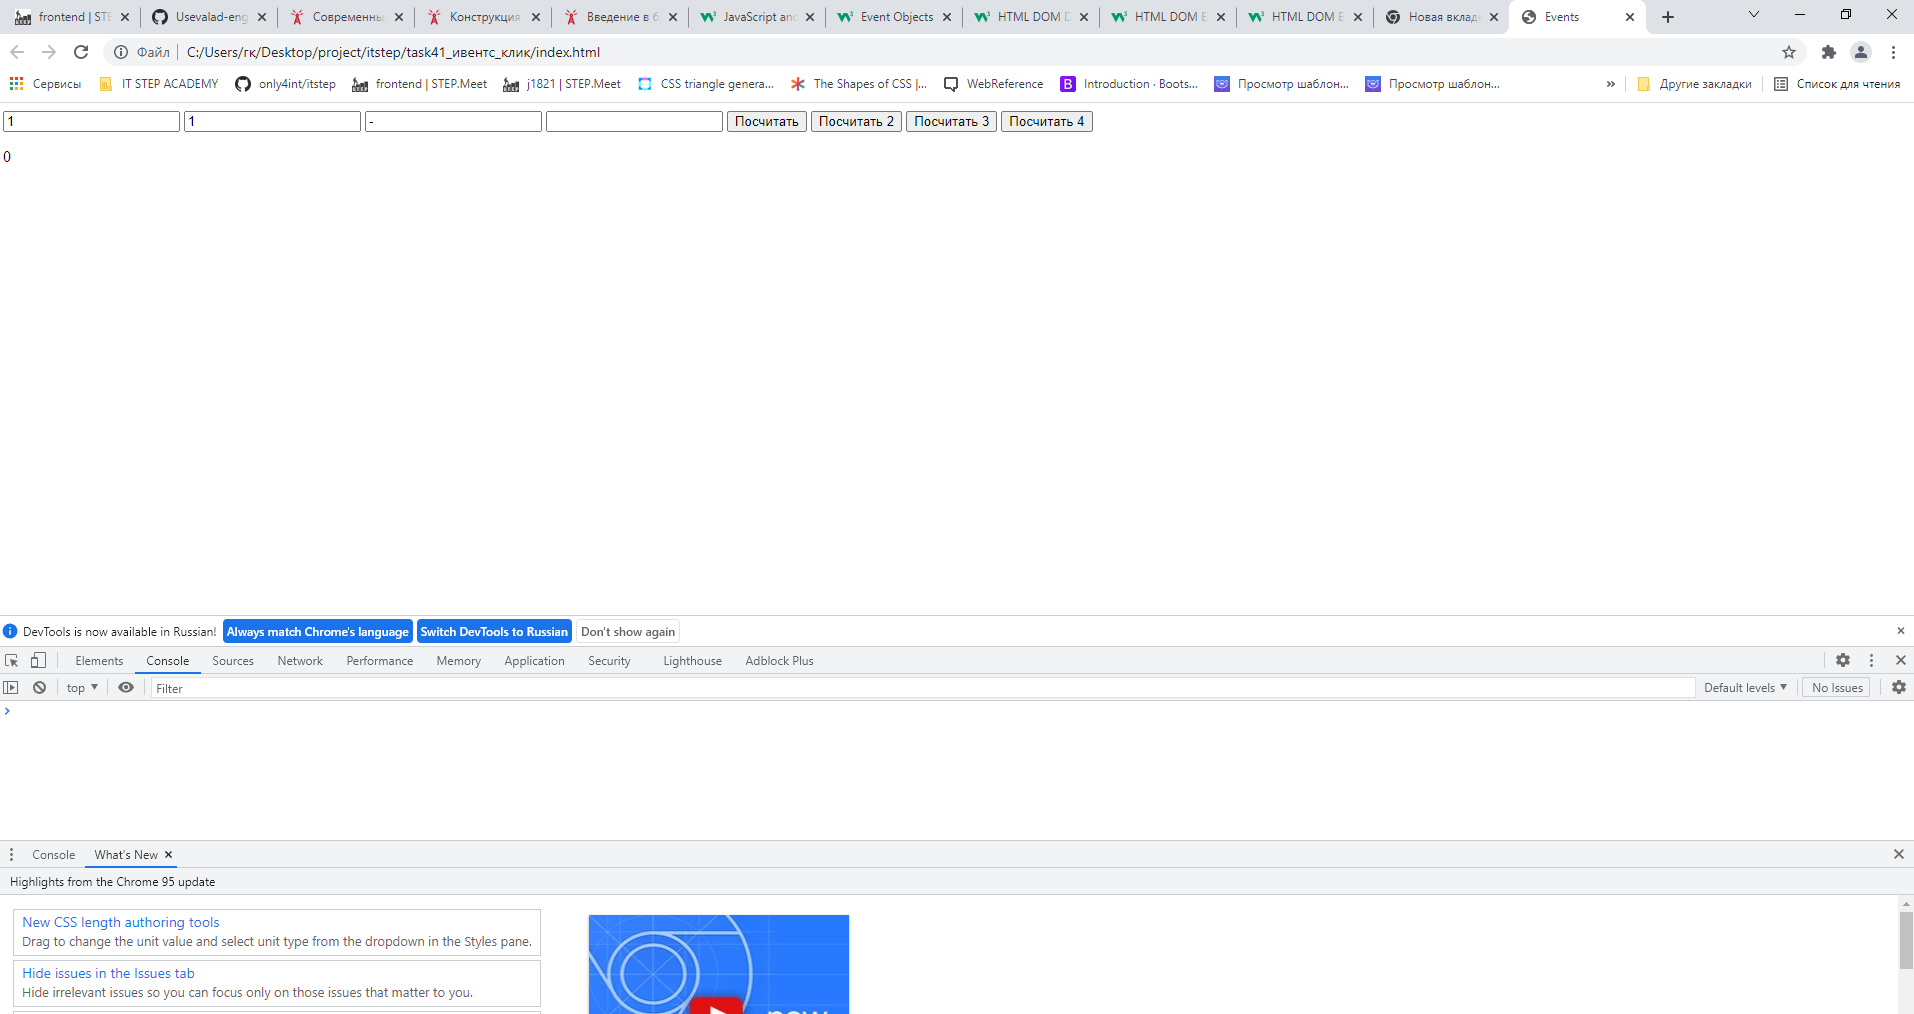 frontend | STE
Usevalad-eng
Современны
Конструкция
Введение в б
JavaScript and
Event Objects
HTML DOM D
HTML DOM E
HTML DOM E
Новая вклад
Events
Файл
C:/Users/гк/Desktop/project/itstep/task41_ивентс_клик/index.html
Сервисы
IT STEP ACADEMY
only4int/itstep
frontend | STEP.Meet
j1821 | STEP.Meet
CSS triangle genera...
The Shapes of CSS |...
WebReference
Introduction · Boots...
Просмотр шаблон...
Просмотр шаблон...
»
Другие закладки
Список для чтения
1
1
-
Посчитать
Посчитать 2
Посчитать 3
Посчитать 4
0
DevTools is now available in Russian!
Always match Chrome's language
Switch DevTools to Russian
Don't show again
Elements
Console
Sources
Network
Performance
Memory
Application
Security
Lighthouse
Adblock Plus
top
Filter
Default levels
No Issues
Console
What's New
Highlights from the Chrome 95 update
New CSS length authoring tools
Drag to change the unit value and select unit type from the dropdown in the Styles pane.
Hide issues in the Issues tab
Hide irrelevant issues so you can focus only on those issues that matter to you.
new